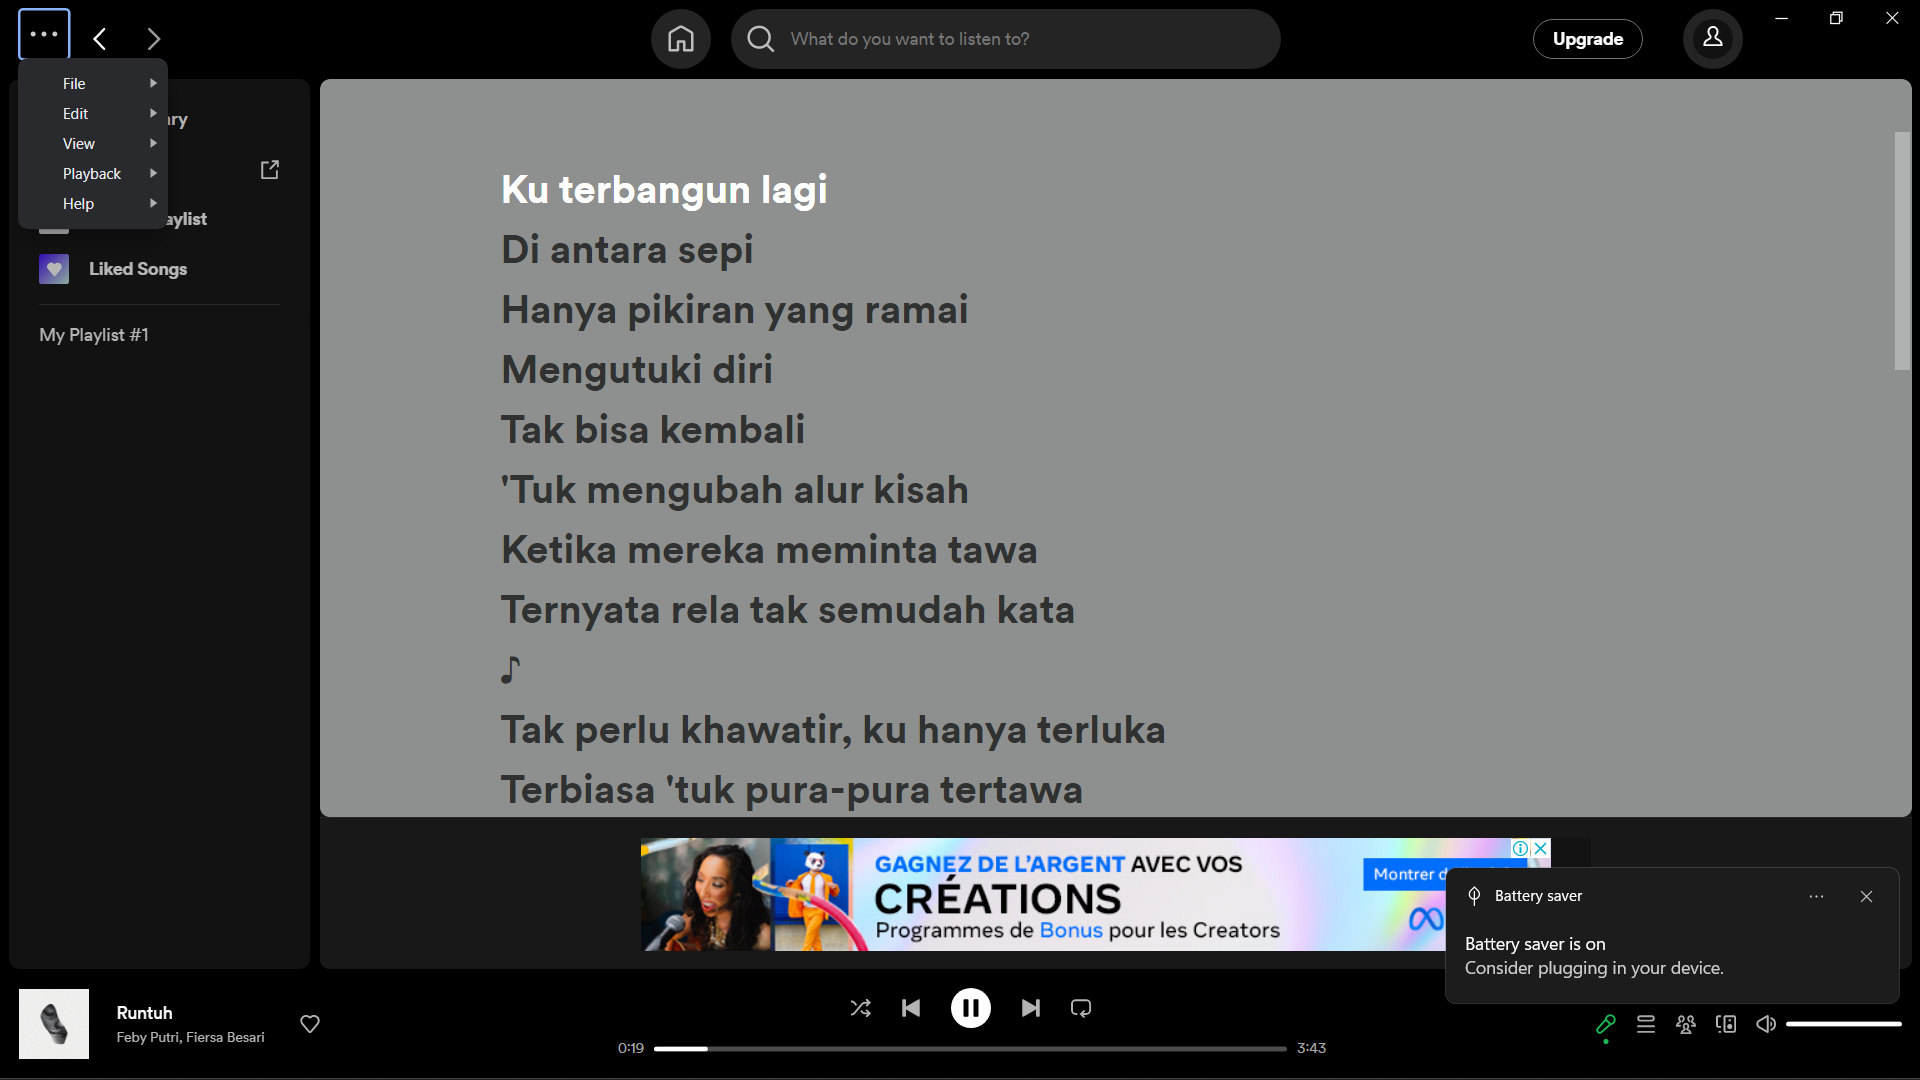 What do you want to listen to?
Upgrade
File
Edit
View
Playback
Help
Liked Songs
My Playlist #1
Ku terbangun lagi
Di antara sepi
Hanya pikiran yang ramai
Mengutuki diri
Tak bisa kembali
'Tuk mengubah alur kisah
Ketika mereka meminta tawa
Ternyata rela tak semudah kata
♪
Tak perlu khawatir, ku hanya terluka
Terbiasa 'tuk pura-pura tertawa
GAGNEZ DE L'ARGENT AVEC VOS
CRÉATIONS
Programmes de Bonus pour les Creators
Montrer
Battery saver
Battery saver is on
Consider plugging in your device.
Runtuh
Feby Putri, Fiersa Besari
0:19
3:43